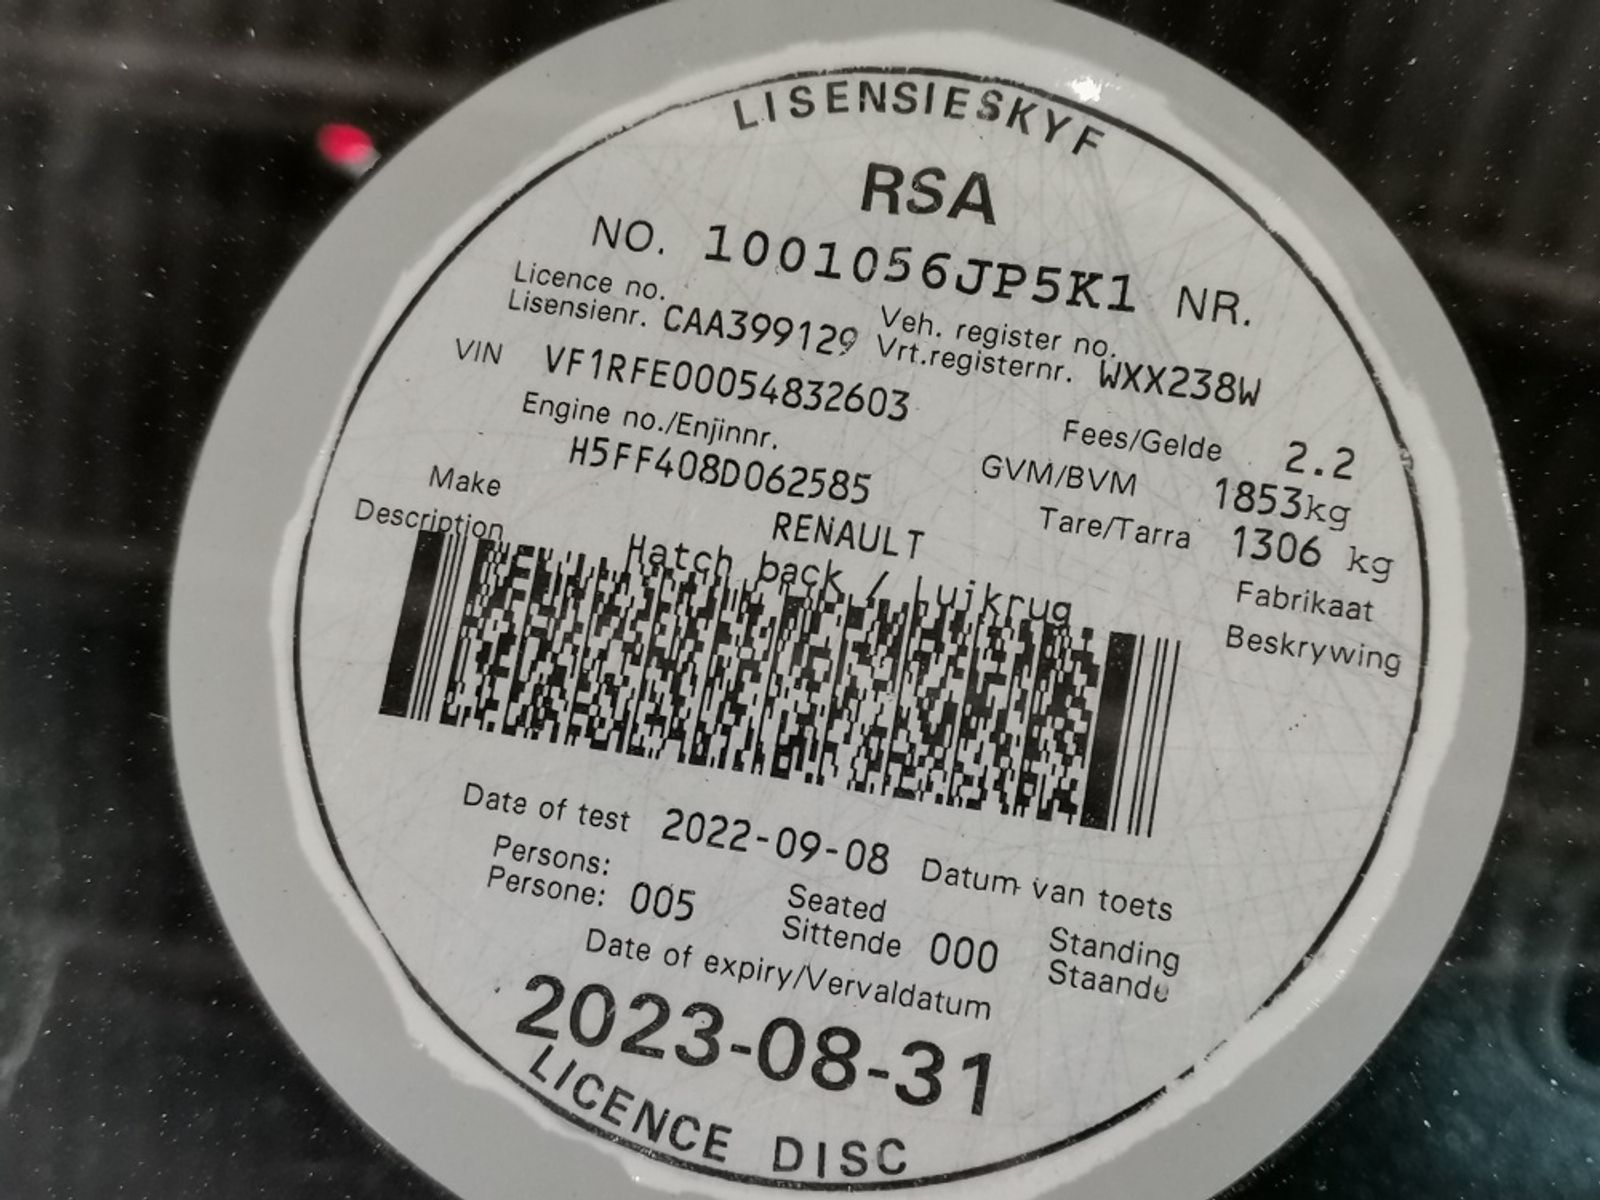 LISENSIESKYF
RSA
NO. 1001056JP5K1 NR.
Licence no.
Lisensienr. CAA399129
Veh. register no.
Vrt.registernr. WXX238W
VIN VF1RFE00054832603
Engine no./Enjinnr.
H5FF408D062585
Fees/Gelde 2.2
GVM/BVM 1853kg
Tare/Tarra 1306 kg
Make RENAULT Fabrikaat
Description Hatch back / Luikrug Beskrywing
Date of test 2022-09-08 Datum van toets
Persons:
Persone: 005
Seated
Sittende 000
Standing
Staande
Date of expiry/Vervaldatum
2023-08-31
LICENCE DISC